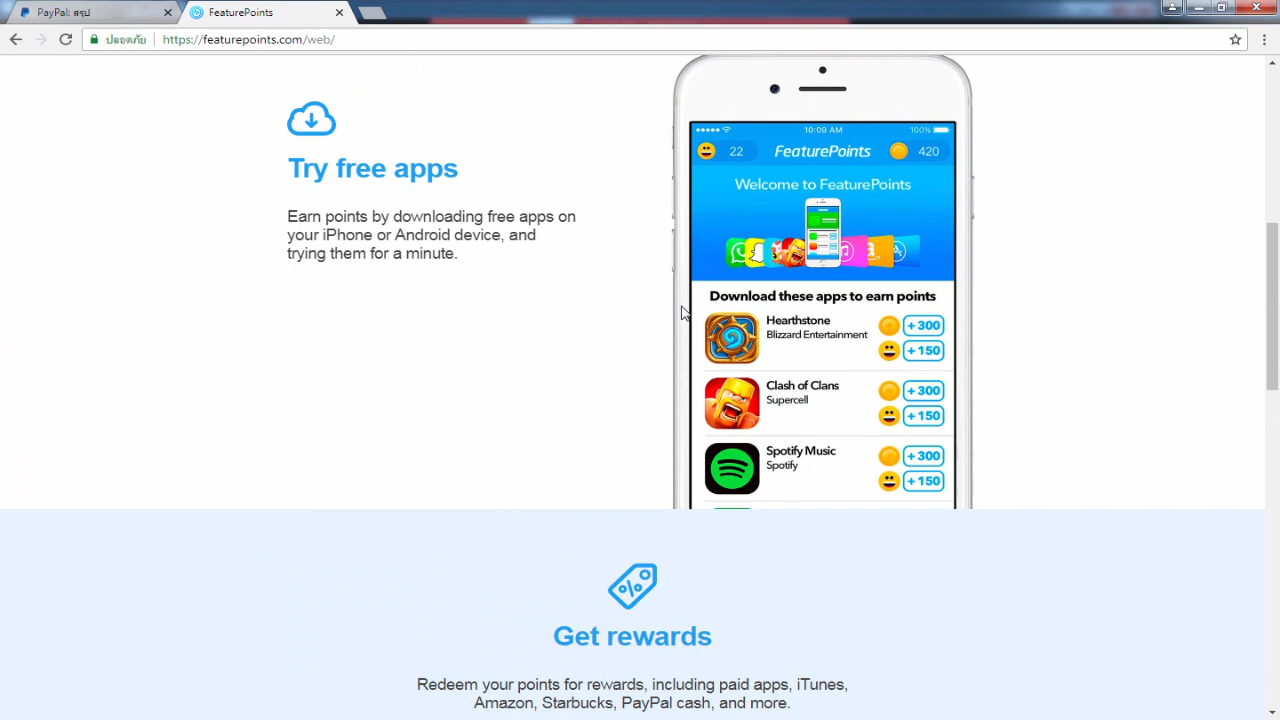 PayPal: สรุป
FeaturePoints
ปลอดภัย
https://featurepoints.com/web/
Try free apps
Earn points by downloading free apps on
your iPhone or Android device, and
trying them for a minute.
10:09 AM
100%
22
FeaturePoints
420
Welcome to FeaturePoints
Download these apps to earn points
Hearthstone
Blizzard Entertainment
+300
+150
Clash of Clans
Supercell
+300
+150
Spotify Music
Spotify
+300
+150
Get rewards
Redeem your points for rewards, including paid apps, iTunes,
Amazon, Starbucks, PayPal cash, and more.